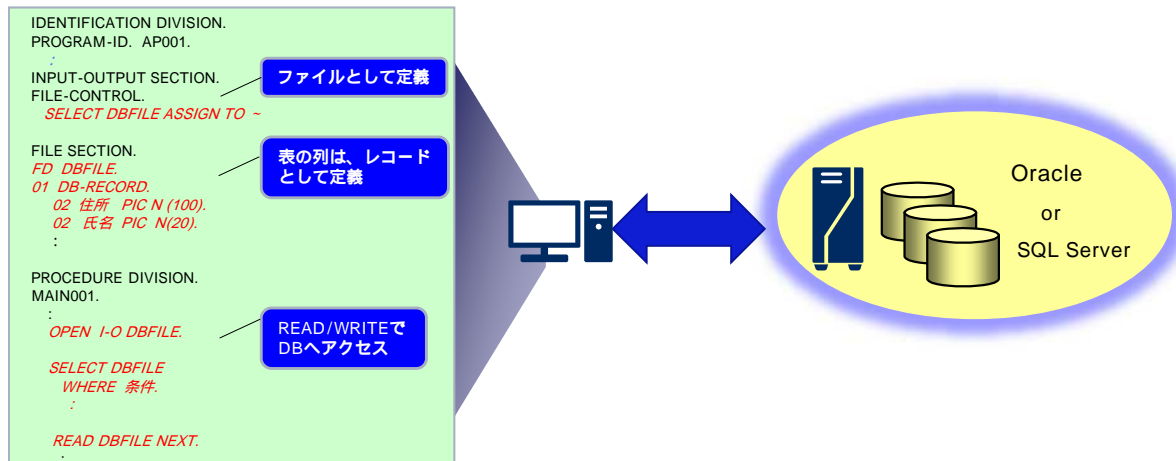 IDENTIFICATION DIVISION.
PROGRAM-ID. AP001.
:
INPUT-OUTPUT SECTION.
FILE-CONTROL.
SELECT DBFILE ASSIGN TO ~
ファイルとして定義
FILE SECTION.
FD DBFILE.
01 DB-RECORD.
02 住所 PIC N (100).
02 氏名 PIC N(20).
:
表の列は、レコード
として定義
PROCEDURE DIVISION.
MAIN001.
:
OPEN I-O DBFILE.
SELECT DBFILE
WHERE 条件.
:
READ DBFILE NEXT.
:
READ/WRITEで
DBへアクセス
Oracle
or
SQL Server